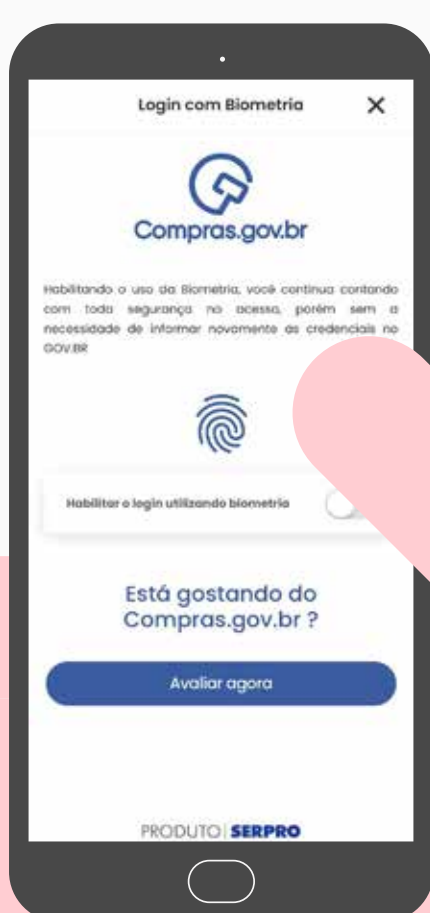 Login com Biometria
Compras.gov.br
Habilitando o uso da Biometria, você continua contando
com toda segurança no acesso, porém sem a
necessidade de informar novamente as credenciais no
GOV.BR
Habilitar o login utilizando biometria
Está gostando do
Compras.gov.br ?
Avaliar agora
PRODUTO | SERPRO